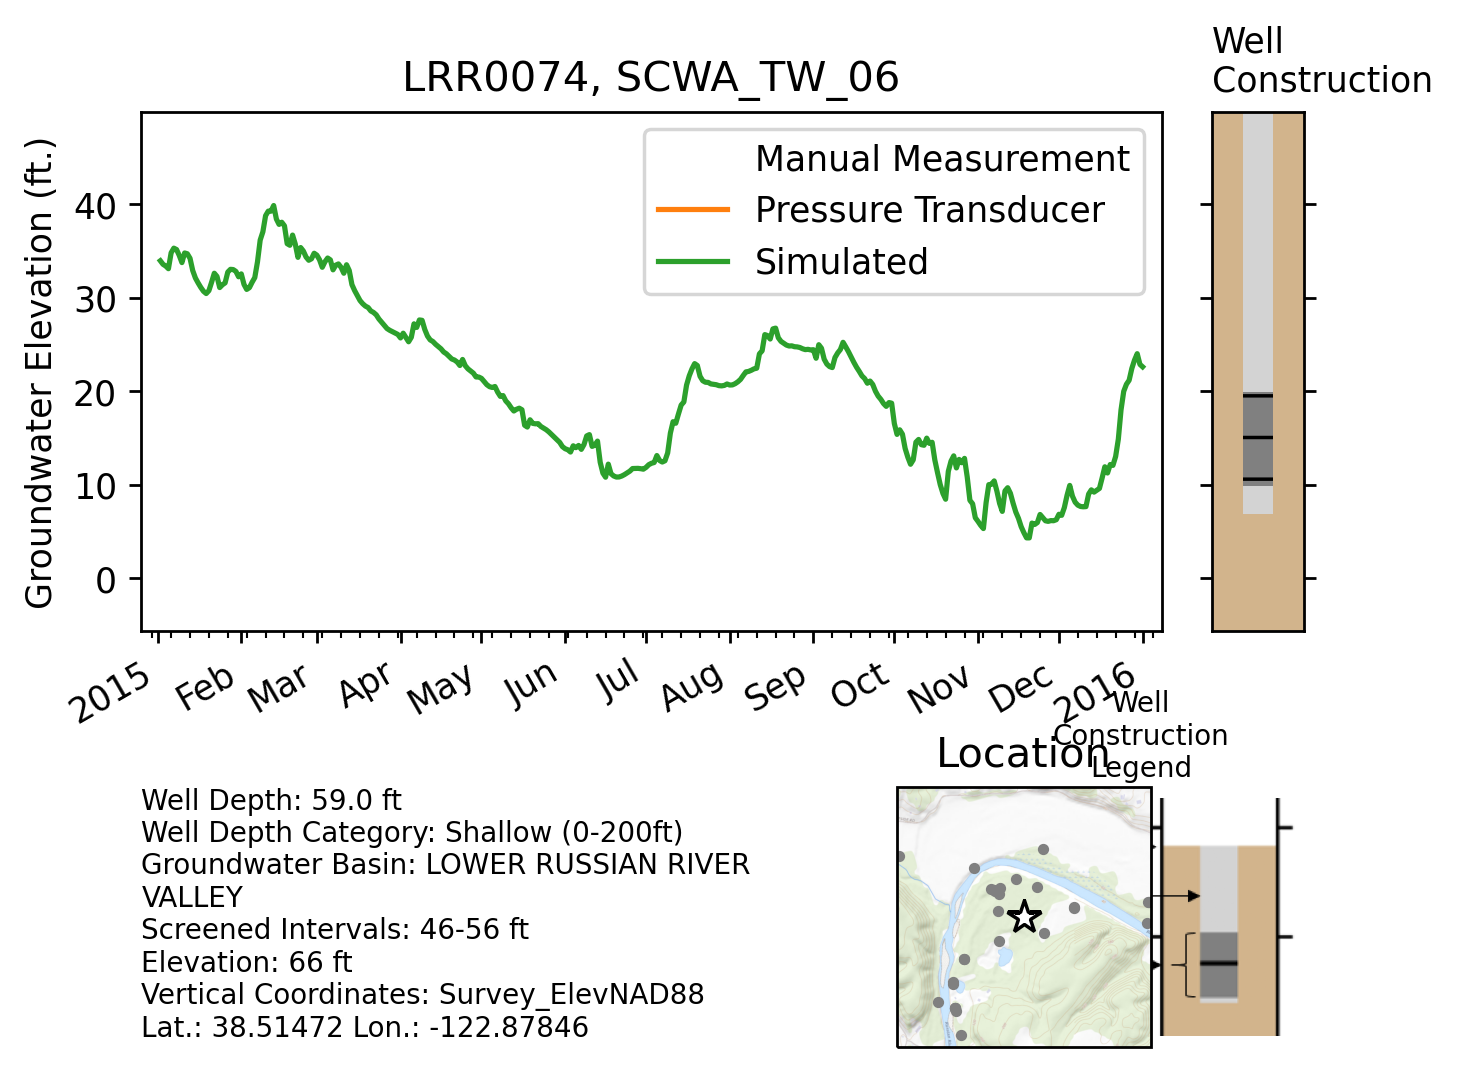 Well
Construction
LRR0074, SCWA_TW_06
Groundwater Elevation (ft.)
40
30
20
10
0
Manual Measurement
Pressure Transducer
Simulated
2015
Feb
Mar
Apr
May
Jun
Jul
Aug
Sep
Oct
Nov
Dec
2016
Well
Construction
Legend
Location
Well Depth: 59.0 ft
Well Depth Category: Shallow (0-200ft)
Groundwater Basin: LOWER RUSSIAN RIVER
VALLEY
Screened Intervals: 46-56 ft
Elevation: 66 ft
Vertical Coordinates: Survey_ElevNAD88
Lat.: 38.51472 Lon.: -122.87846